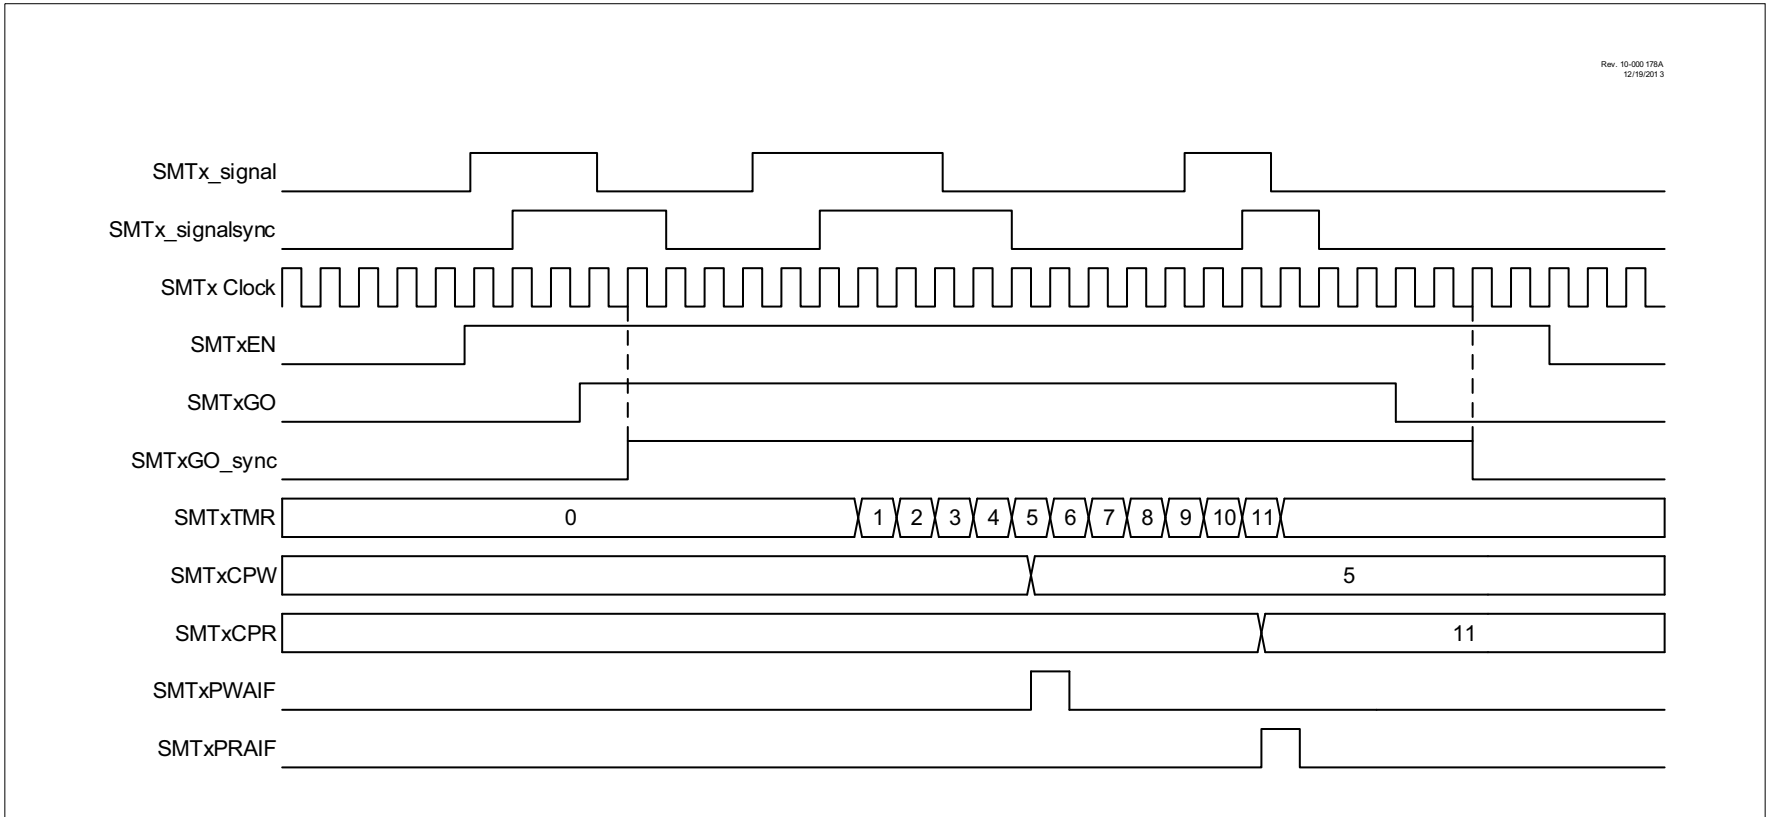 Rev. 10-000 178A
12/19/201 3
SMTx_signal
SMTx_signalsync
SMTx Clock
SMTxEN
SMTxGO
SMTxGO_sync
SMTxTMR 0 1 2 3 4 5 6 7 8 9 10 11
SMTxCPW 5
SMTxCPR 11
SMTxPWAIF
SMTxPRAIF